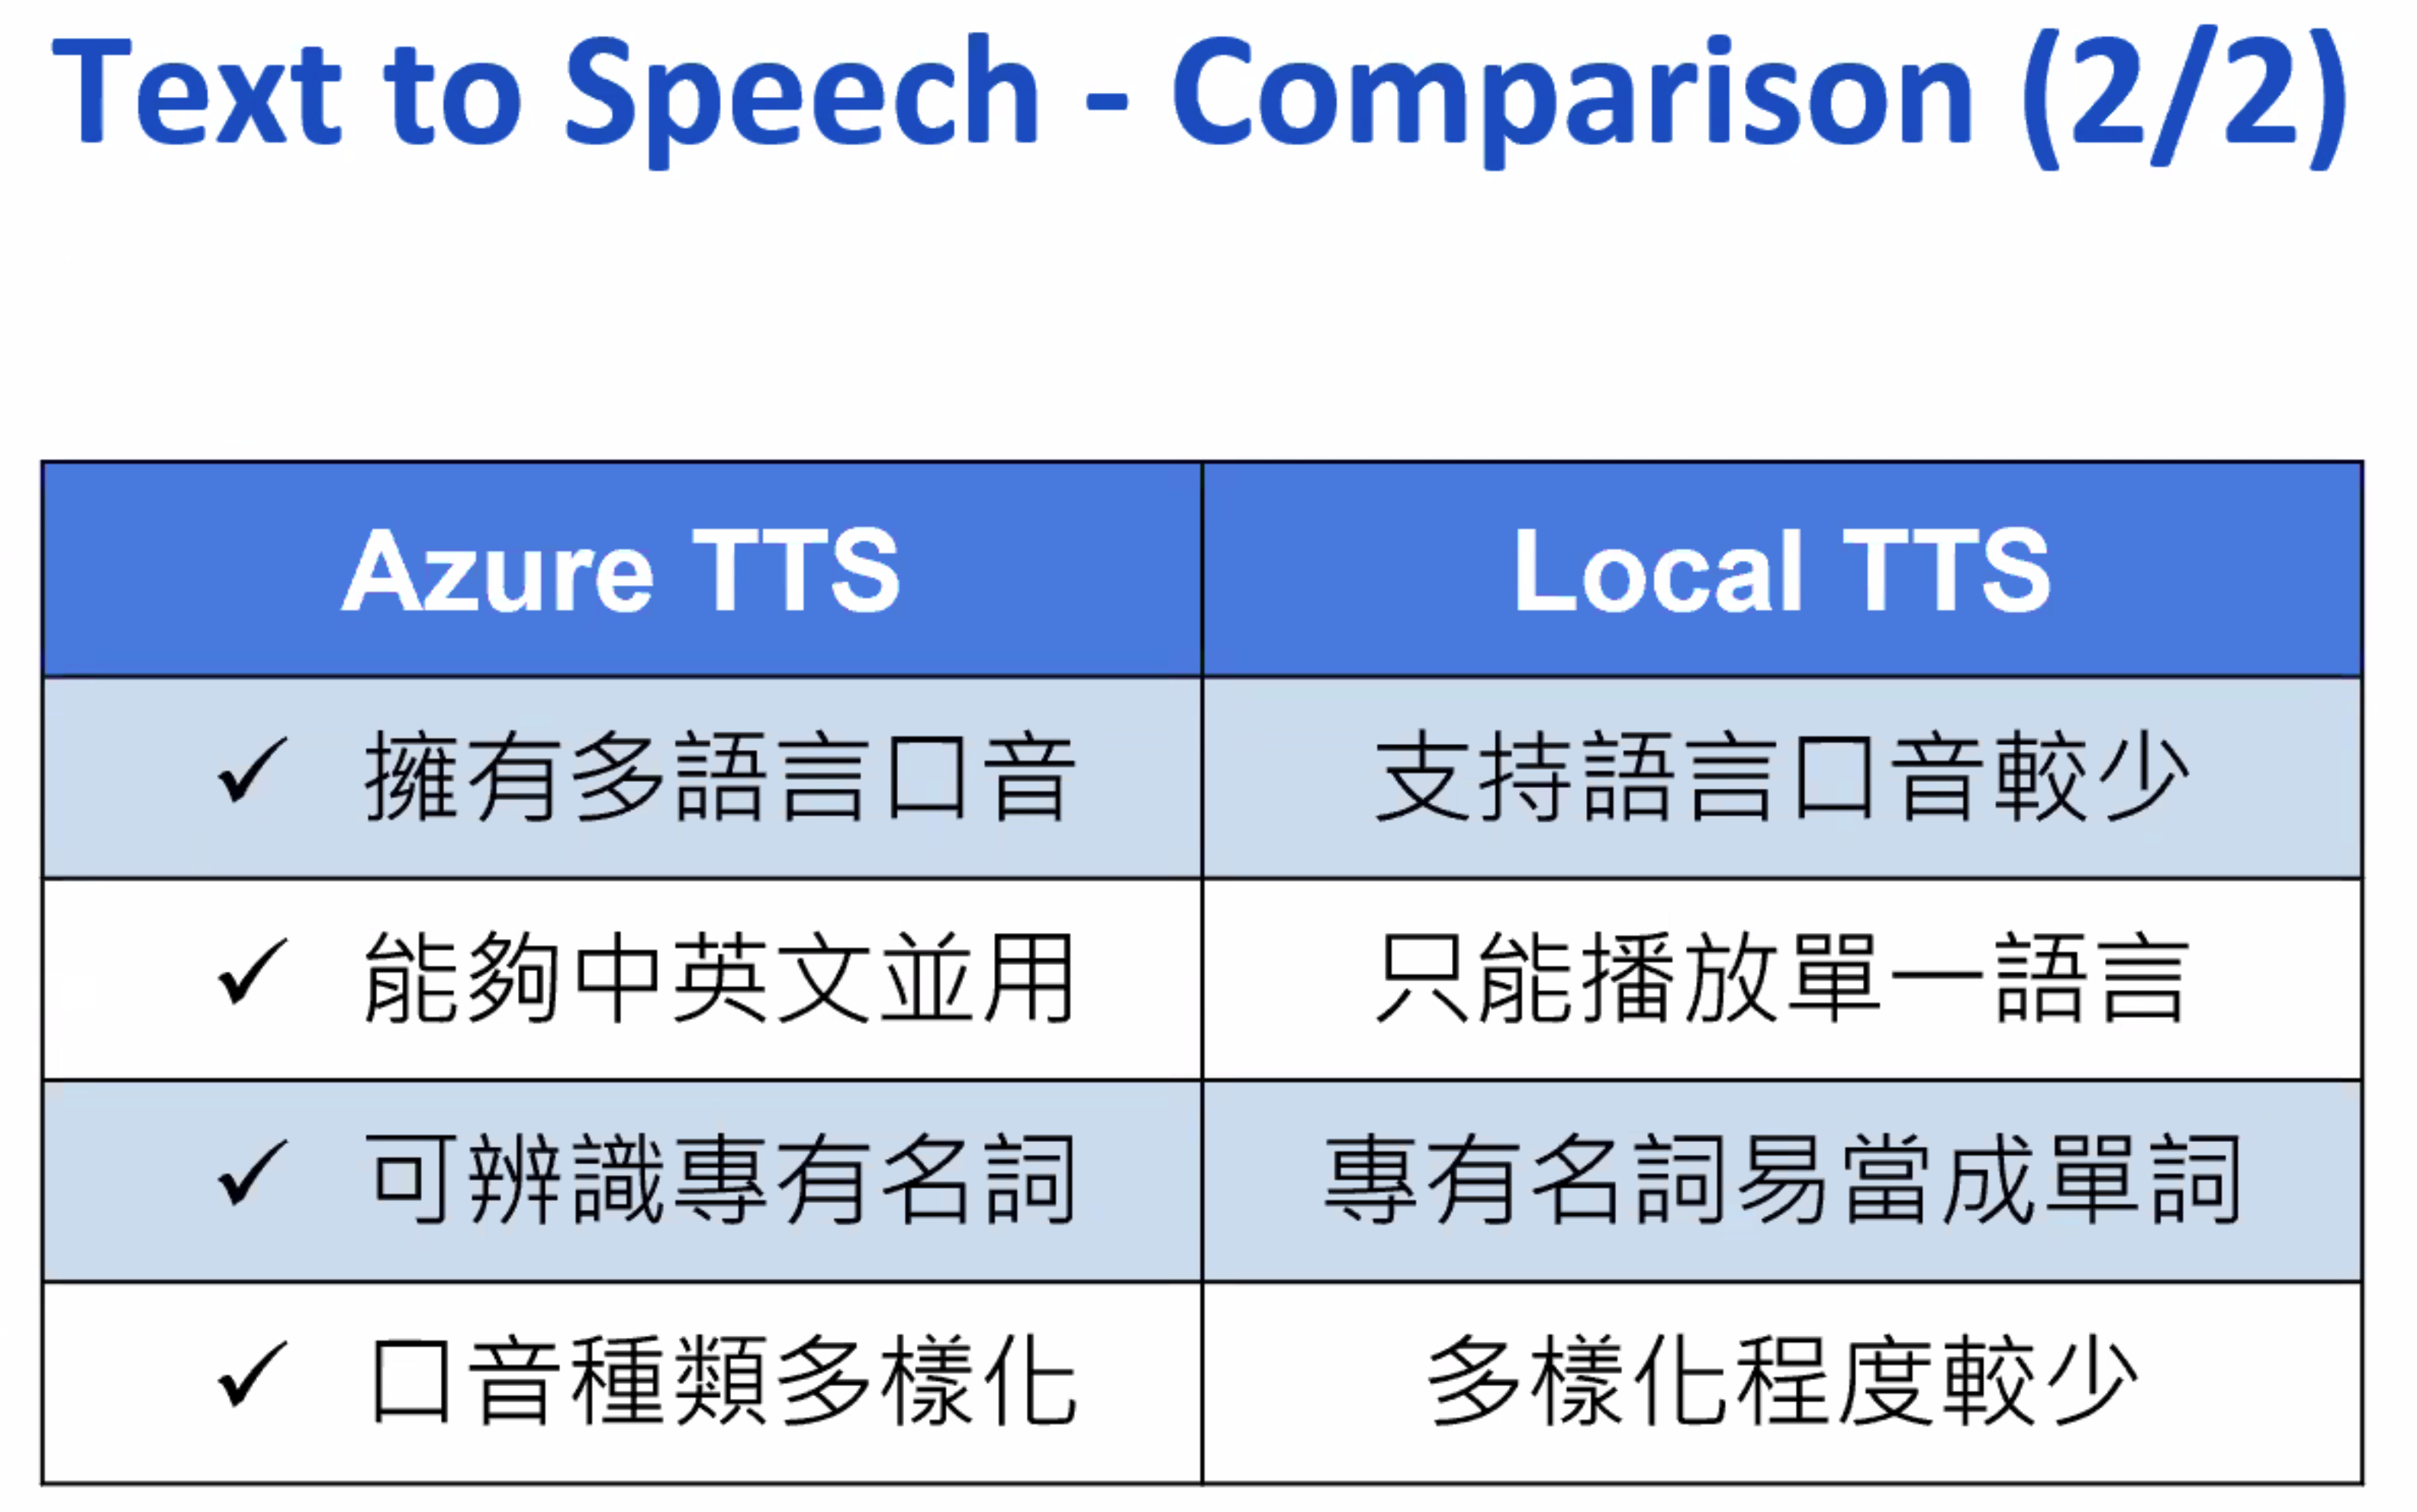 Text to Speech - Comparison (2/2)
Azure TTS
Local TTS
✓ 擁有多語言口音
支持語言口音較少
✓ 能夠中英文並用
只能播放單一語言
✓ 可辨識專有名詞
專有名詞易當成單詞
✓ 口音種類多樣化
多樣化程度較少